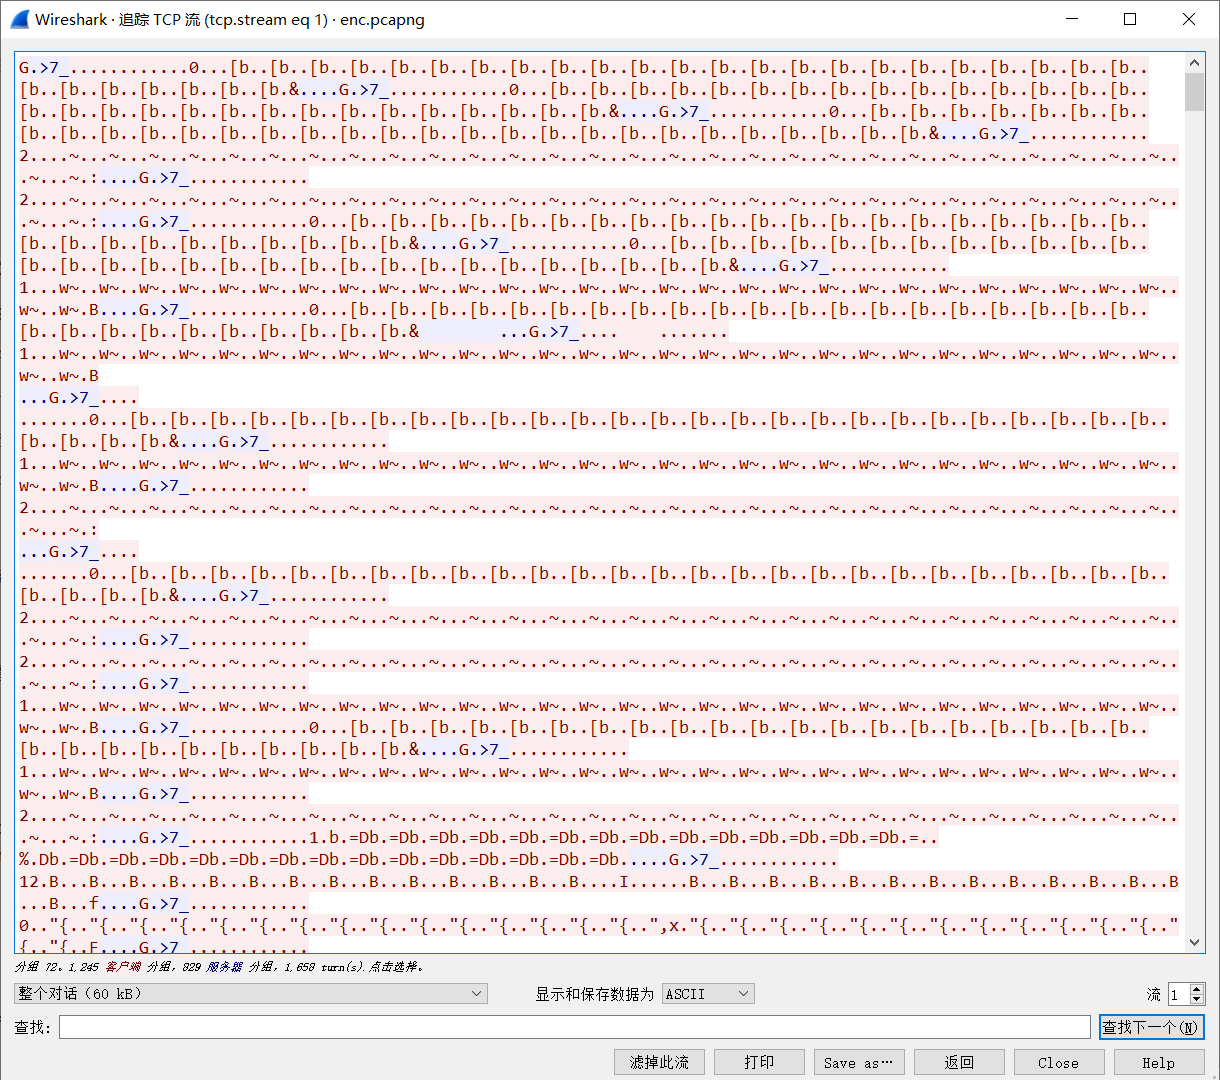 Wireshark · 追踪 TCP 流 (tcp.stream eq 1) · enc.pcapng
G.>7_............0...[b..[b..[b..[b..[b..[b..[b..[b..[b..[b..[b..[b..[b..[b..[b..[b..[b..[b..[b..[b..[b..[b..[b..
[b..[b..[b..[b..[b..[b..[b.&....G.>7_............0...[b..[b..[b..[b..[b..[b..[b..[b..[b..[b..[b..[b..[b..[b..[b..
[b..[b..[b..[b..[b..[b..[b..[b..[b..[b..[b..[b..[b..[b..[b.&....G.>7_............0...[b..[b..[b..[b..[b..[b..[b..
[b..[b..[b..[b..[b..[b..[b..[b..[b..[b..[b..[b..[b..[b..[b..[b..[b..[b..[b..[b..[b..[b..[b.&....G.>7_............
2....~...~...~...~...~...~...~...~...~...~...~...~...~...~...~...~...~...~...~...~...~...~...~...~...~...~...~...~..
.~...~.:....G.>7_............
2....~...~...~...~...~...~...~...~...~...~...~...~...~...~...~...~...~...~...~...~...~...~...~...~...~...~...~...~..
.~...~.:....G.>7_............0...[b..[b..[b..[b..[b..[b..[b..[b..[b..[b..[b..[b..[b..[b..[b..[b..[b..[b..[b..[b..
[b..[b..[b..[b..[b..[b..[b..[b..[b..[b.&....G.>7_............0...[b..[b..[b..[b..[b..[b..[b..[b..[b..[b..[b..[b..
[b..[b..[b..[b..[b..[b..[b..[b..[b..[b..[b..[b..[b..[b..[b..[b..[b..[b.&....G.>7_............
1...w~..w~..w~..w~..w~..w~..w~..w~..w~..w~..w~..w~..w~..w~..w~..w~..w~..w~..w~..w~..w~..w~..w~..w~..w~..w~..w~..w~..
w~..w~.B....G.>7_............0...[b..[b..[b..[b..[b..[b..[b..[b..[b..[b..[b..[b..[b..[b..[b..[b..[b..[b..[b..[b..
[b..[b..[b..[b..[b..[b..[b..[b..[b..[b.&	...G.>7_....	.......
1...w~..w~..w~..w~..w~..w~..w~..w~..w~..w~..w~..w~..w~..w~..w~..w~..w~..w~..w~..w~..w~..w~..w~..w~..w~..w~..w~..w~..
w~..w~.B
...G.>7_....
.......0...[b..[b..[b..[b..[b..[b..[b..[b..[b..[b..[b..[b..[b..[b..[b..[b..[b..[b..[b..[b..[b..[b..[b..[b..[b..[b..
[b..[b..[b..[b.&....G.>7_............
1...w~..w~..w~..w~..w~..w~..w~..w~..w~..w~..w~..w~..w~..w~..w~..w~..w~..w~..w~..w~..w~..w~..w~..w~..w~..w~..w~..w~..
w~..w~.B....G.>7_............
2....~...~...~...~...~...~...~...~...~...~...~...~...~...~...~...~...~...~...~...~...~...~...~...~...~...~...~...~..
.~...~.:
...G.>7_....
.......0...[b..[b..[b..[b..[b..[b..[b..[b..[b..[b..[b..[b..[b..[b..[b..[b..[b..[b..[b..[b..[b..[b..[b..[b..[b..[b..
[b..[b..[b..[b.&....G.>7_............
2....~...~...~...~...~...~...~...~...~...~...~...~...~...~...~...~...~...~...~...~...~...~...~...~...~...~...~...~..
.~...~.:....G.>7_............
2....~...~...~...~...~...~...~...~...~...~...~...~...~...~...~...~...~...~...~...~...~...~...~...~...~...~...~...~..
.~...~.:....G.>7_............
1...w~..w~..w~..w~..w~..w~..w~..w~..w~..w~..w~..w~..w~..w~..w~..w~..w~..w~..w~..w~..w~..w~..w~..w~..w~..w~..w~..w~..
w~..w~.B....G.>7_............0...[b..[b..[b..[b..[b..[b..[b..[b..[b..[b..[b..[b..[b..[b..[b..[b..[b..[b..[b..[b..
[b..[b..[b..[b..[b..[b..[b..[b..[b..[b.&....G.>7_............
1...w~..w~..w~..w~..w~..w~..w~..w~..w~..w~..w~..w~..w~..w~..w~..w~..w~..w~..w~..w~..w~..w~..w~..w~..w~..w~..w~..w~..
w~..w~.B....G.>7_............
2....~...~...~...~...~...~...~...~...~...~...~...~...~...~...~...~...~...~...~...~...~...~...~...~...~...~...~...~..
.~...~.:....G.>7_............1.b.=Db.=Db.=Db.=Db.=Db.=Db.=Db.=Db.=Db.=Db.=Db.=Db.=Db.=Db.=..
%.Db.=Db.=Db.=Db.=Db.=Db.=Db.=Db.=Db.=Db.=Db.=Db.=Db.=Db.=Db.....G.>7_............
12.B...B...B...B...B...B...B...B...B...B...B...B...B...B....I......B...B...B...B...B...B...B...B...B...B...B...B...B
...B...f....G.>7_............
0.."{.."{.."{.."{.."{.."{.."{.."{.."{.."{.."{.."{.."{.."{.."{..",x."{.."{.."{.."{.."{.."{.."{.."{.."{.."{.."{.."{.."
{.."{..F....G.>7_............
分组 72。1,245 客户端 分组，829 服务器 分组，1,658 turn(s).点击选择。
整个对话（60 kB）
显示和保存数据为 ASCII
流 1
查找：
查找下一个(N)
滤掉此流
打印
Save as…
返回
Close
Help